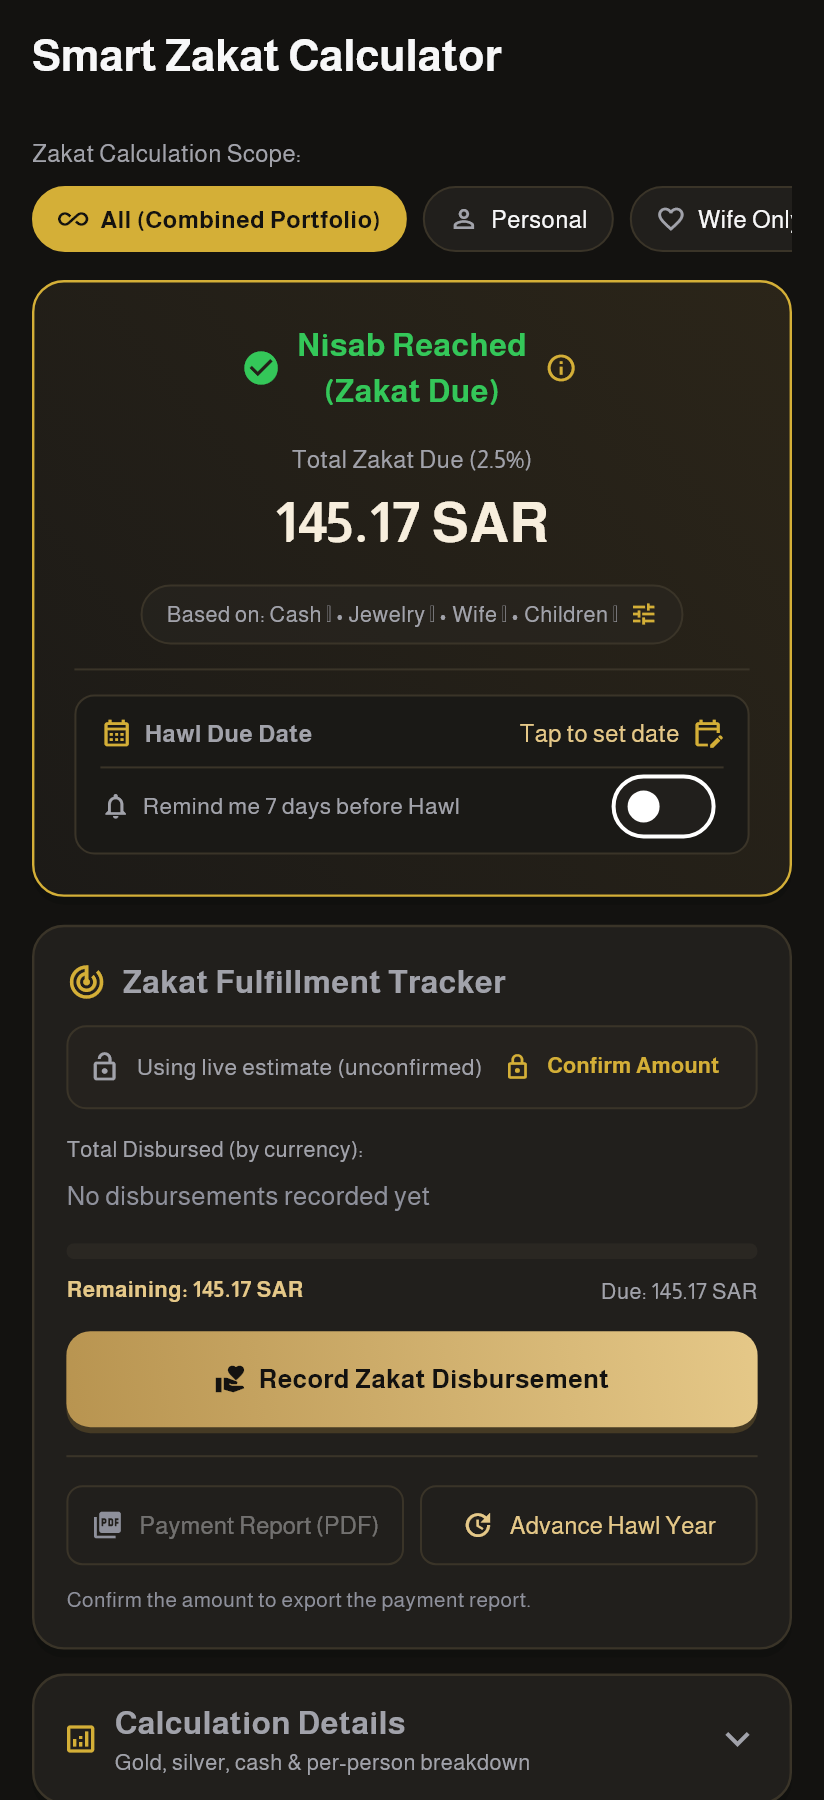 Smart Zakat Calculator
Zakat Calculation Scope:
All (Combined Portfolio)
Personal
Wife Only
Nisab Reached
(Zakat Due)
Total Zakat Due (2.5%)
145.17 SAR
Based on: Cash • Jewelry • Wife • Children
Hawl Due Date
Tap to set date
Remind me 7 days before Hawl
Zakat Fulfillment Tracker
Using live estimate (unconfirmed)
Confirm Amount
Total Disbursed (by currency):
No disbursements recorded yet
Remaining: 145.17 SAR
Due: 145.17 SAR
Record Zakat Disbursement
Payment Report (PDF)
Advance Hawl Year
Confirm the amount to export the payment report.
Calculation Details
Gold, silver, cash & per-person breakdown